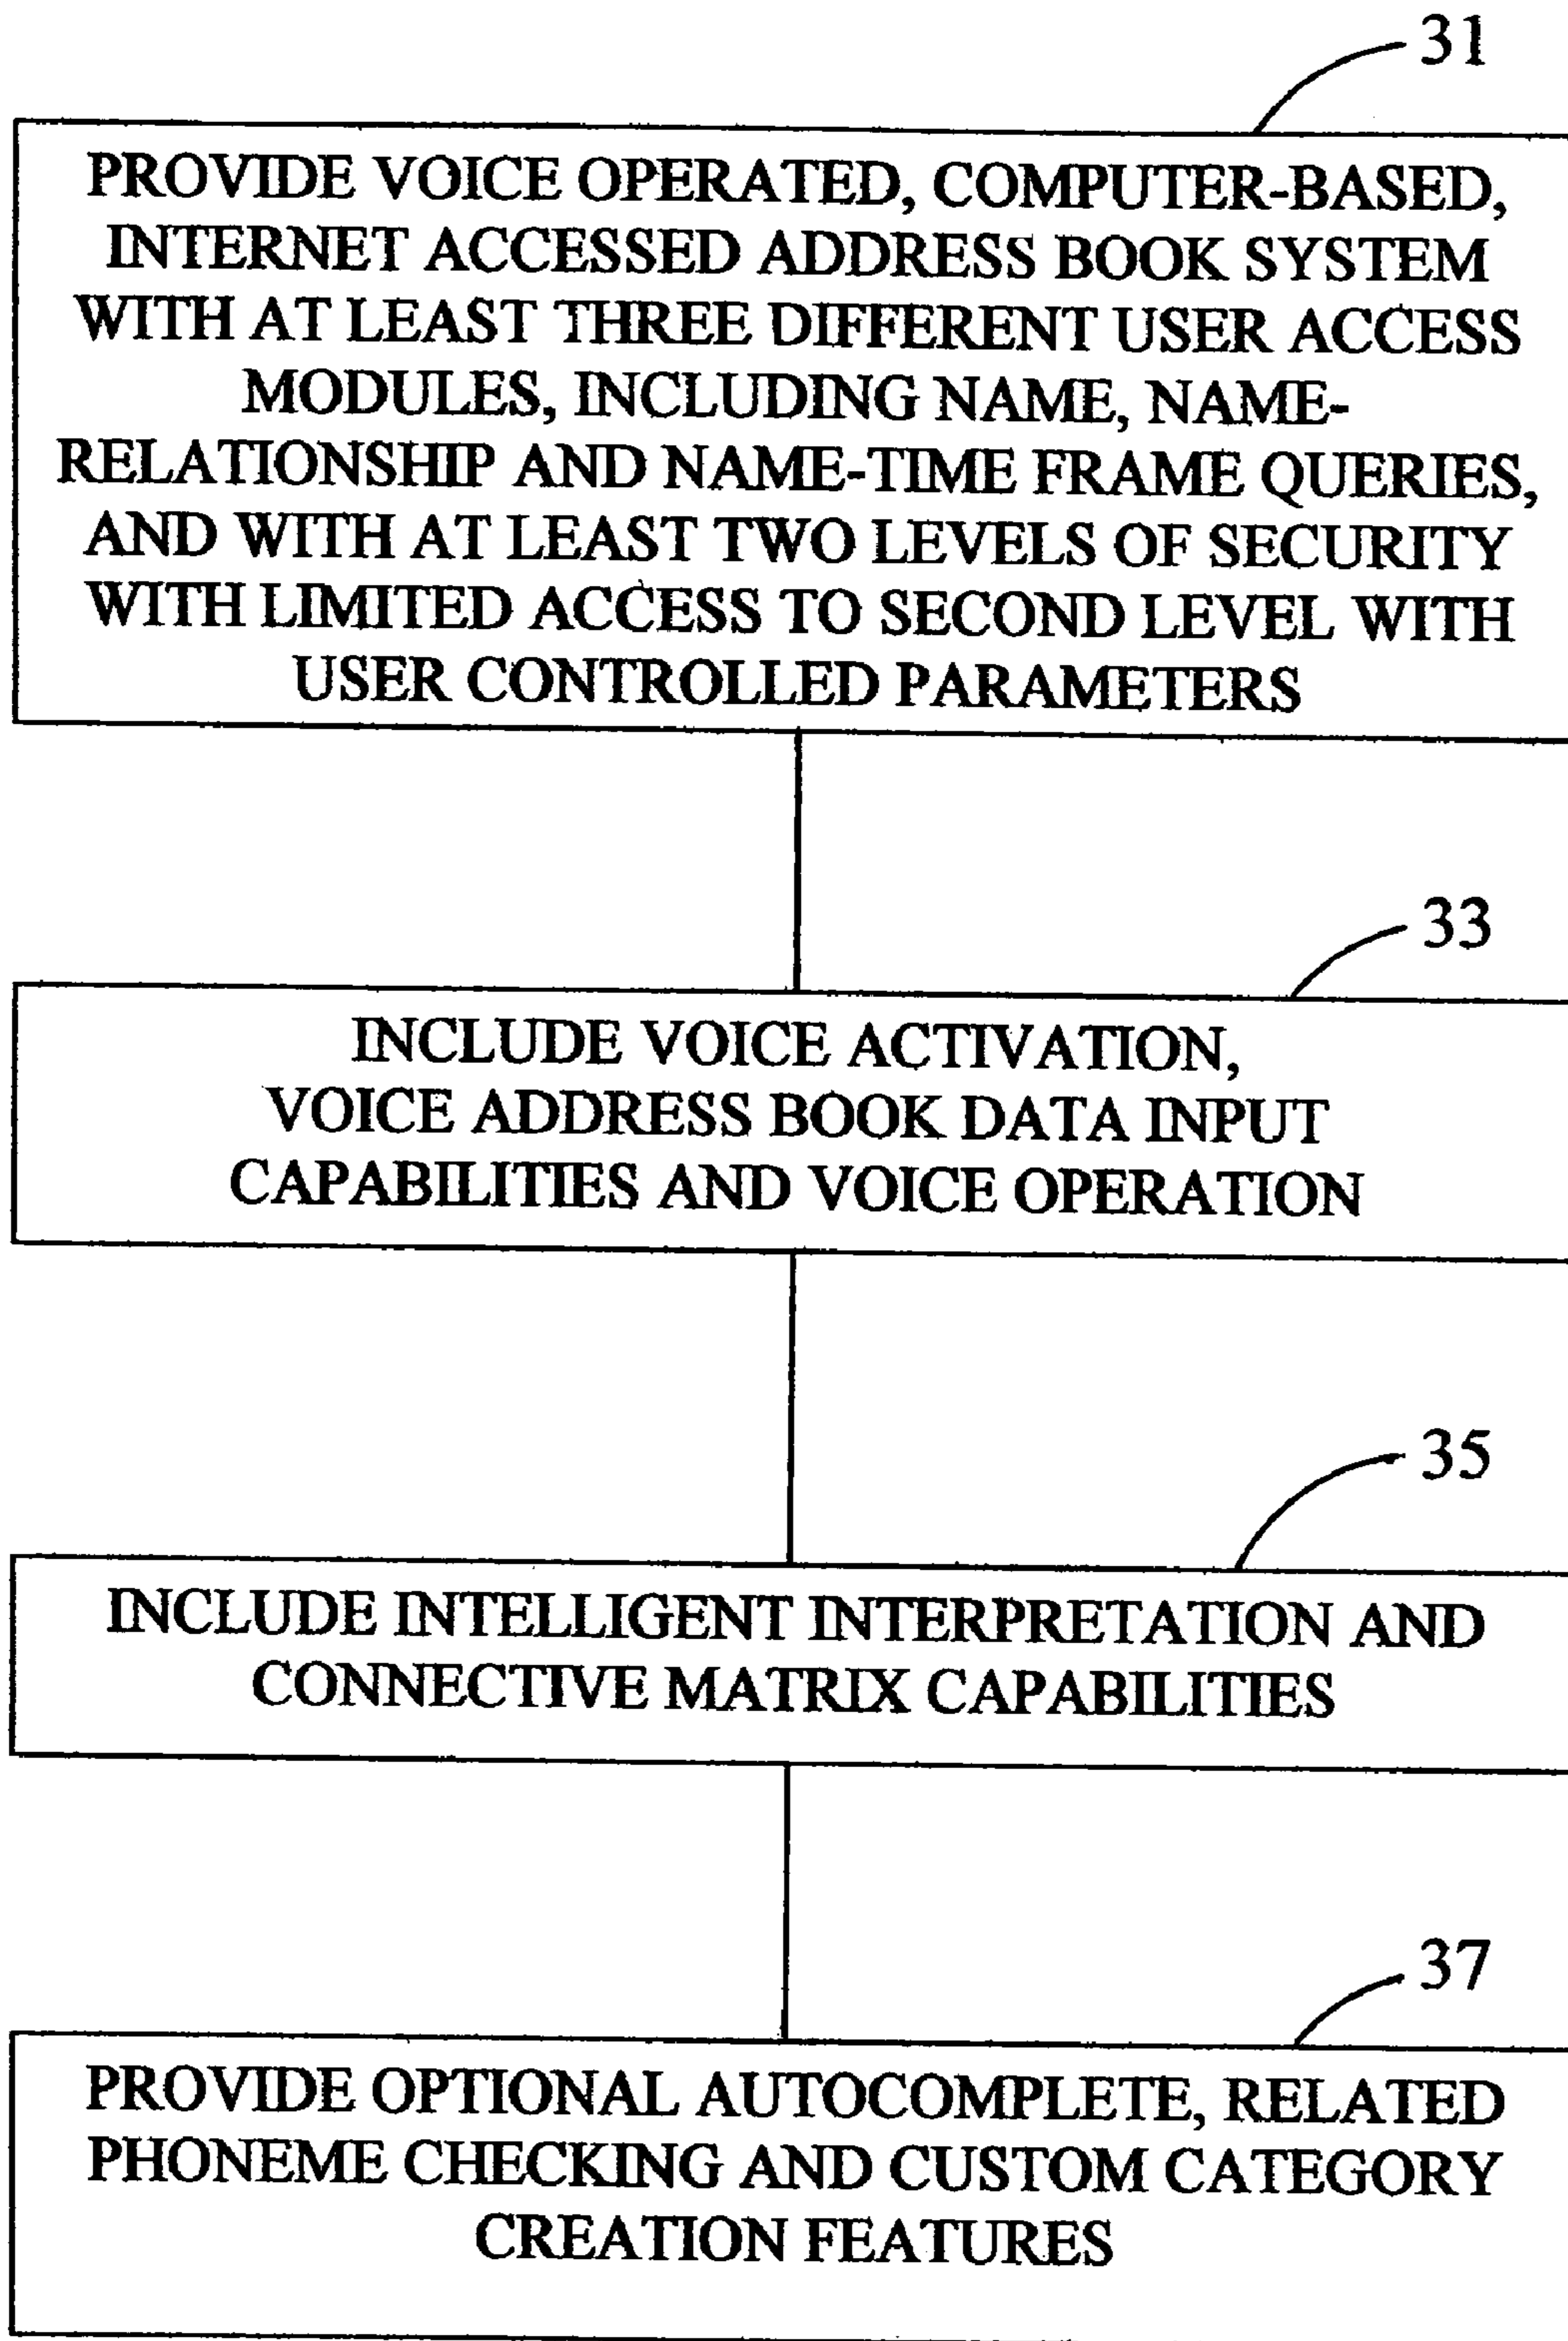 31
PROVIDE VOICE OPERATED, COMPUTER-BASED,
INTERNET ACCESSED ADDRESS BOOK SYSTEM
WITH AT LEAST THREE DIFFERENT USER ACCESS
MODULES, INCLUDING NAME, NAME-
RELATIONSHIP AND NAME-TIME FRAME QUERIES,
AND WITH AT LEAST TWO LEVELS OF SECURITY
WITH LIMITED ACCESS TO SECOND LEVEL WITH
USER CONTROLLED PARAMETERS
33
INCLUDE VOICE ACTIVATION,
VOICE ADDRESS BOOK DATA INPUT
CAPABILITIES AND VOICE OPERATION
35
INCLUDE INTELLIGENT INTERPRETATION AND
CONNECTIVE MATRIX CAPABILITIES
37
PROVIDE OPTIONAL AUTOCOMPLETE, RELATED
PHONEME CHECKING AND CUSTOM CATEGORY
CREATION FEATURES